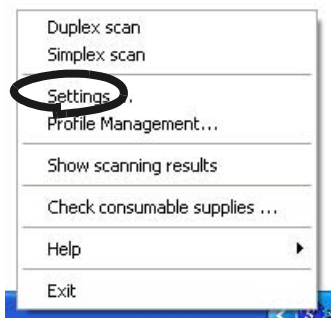 Duplex scan
Simplex scan
Settings ...
Profile Management...
Show scanning results
Check consumable supplies ...
Help
Exit